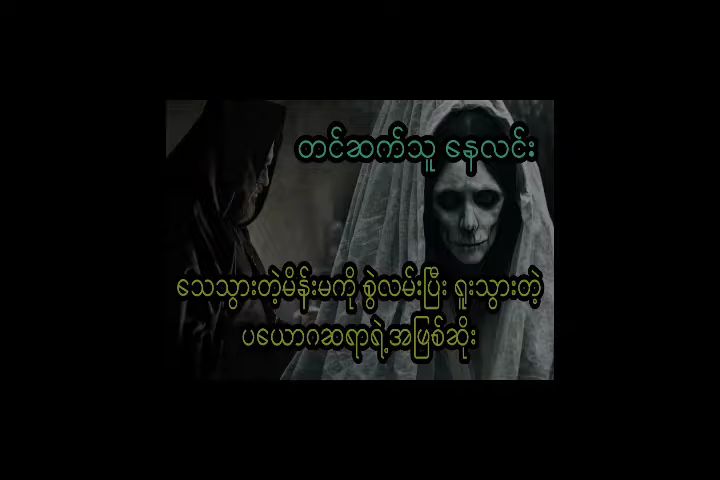 တင်ဆက်သူ နေလင်း
သေသွားတဲ့မိန်းမကို စွဲလမ်းပြီး ရူးသွားတဲ့
ပယောဂဆရာရဲ့အဖြစ်ဆိုး